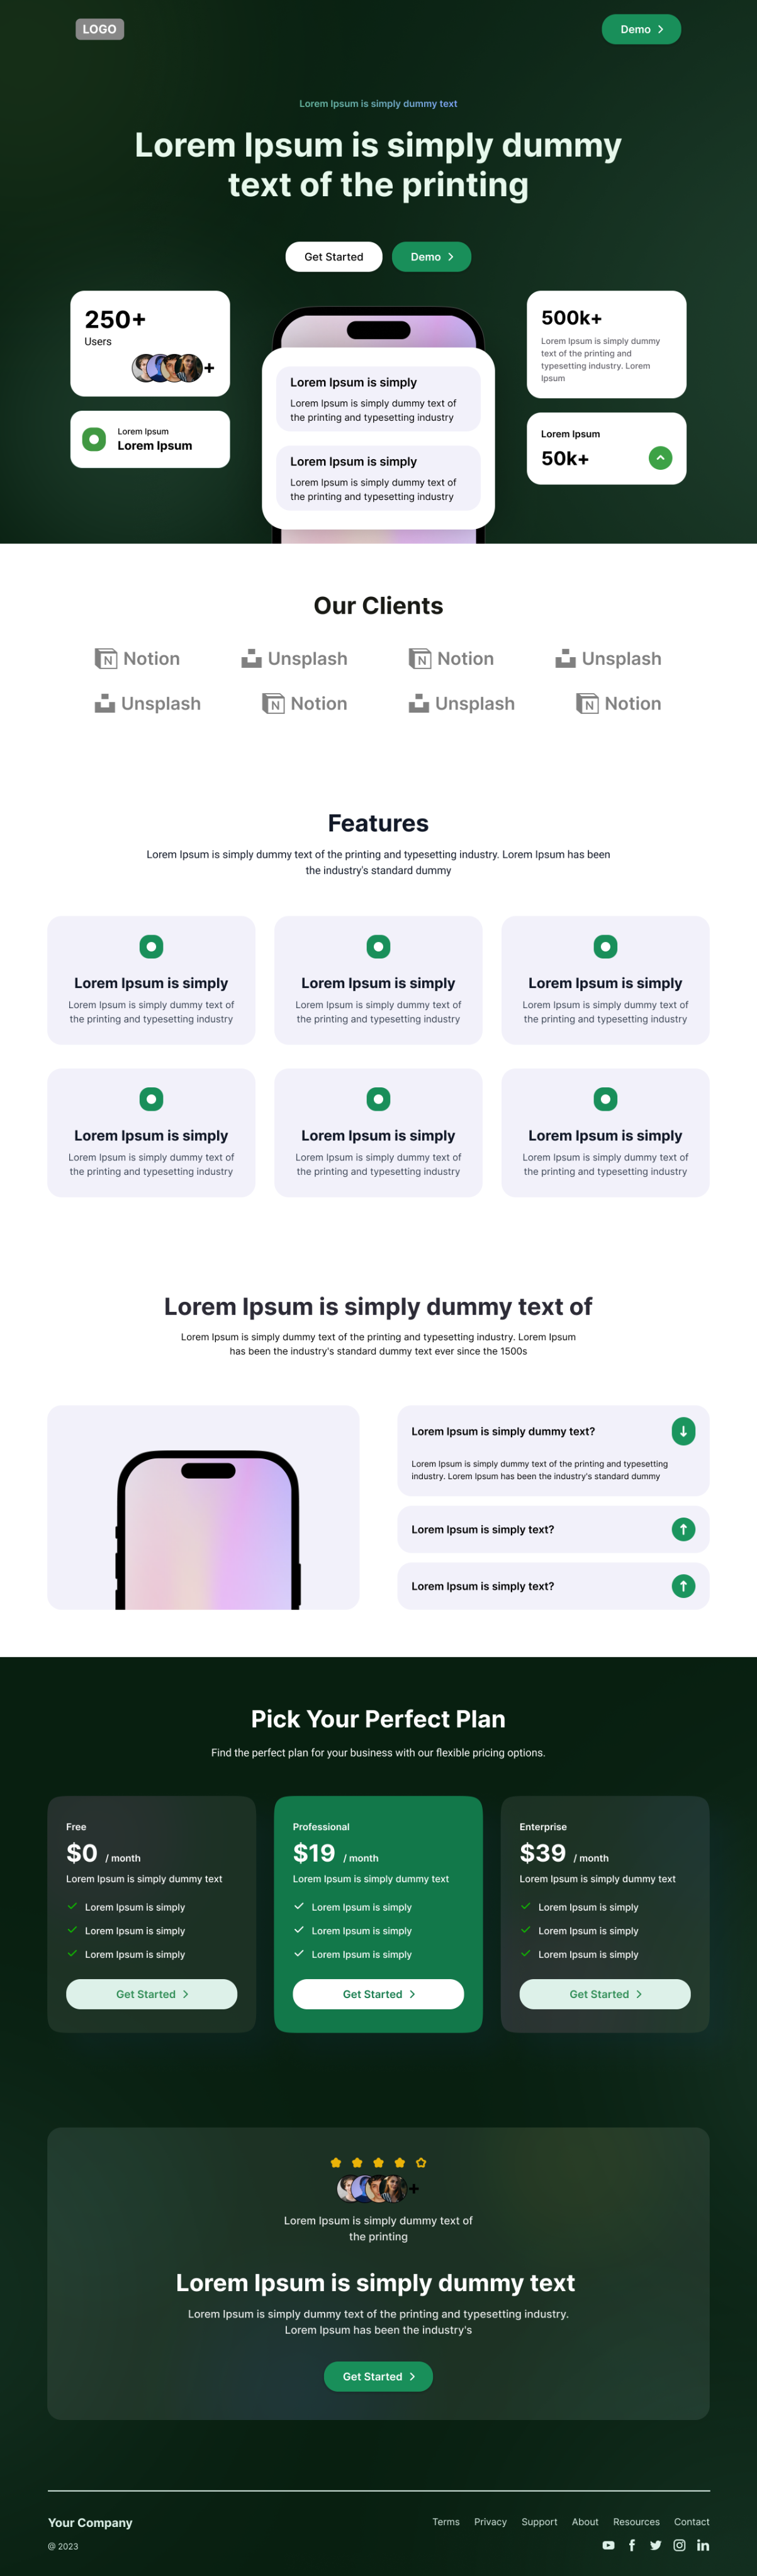 LOGO
Demo
Lorem Ipsum is simply dummy text
Lorem Ipsum is simply dummy
text of the printing
Get Started
Demo
250+
Users
+
Lorem Ipsum
Lorem Ipsum
Lorem Ipsum is simply
Lorem Ipsum is simply dummy text of
the printing and typesetting industry
Lorem Ipsum is simply
Lorem Ipsum is simply dummy text of
the printing and typesetting industry
500k+
Lorem Ipsum is simply dummy
text of the printing and
typesetting industry. Lorem
Ipsum
Lorem Ipsum
50k+
Our Clients
N Notion
Unsplash
N Notion
Unsplash
Unsplash
N Notion
Unsplash
N Notion
Features
Lorem Ipsum is simply dummy text of the printing and typesetting industry. Lorem Ipsum has been
the industry's standard dummy
Lorem Ipsum is simply
Lorem Ipsum is simply dummy text of
the printing and typesetting industry
Lorem Ipsum is simply
Lorem Ipsum is simply dummy text of
the printing and typesetting industry
Lorem Ipsum is simply
Lorem Ipsum is simply dummy text of
the printing and typesetting industry
Lorem Ipsum is simply
Lorem Ipsum is simply dummy text of
the printing and typesetting industry
Lorem Ipsum is simply
Lorem Ipsum is simply dummy text of
the printing and typesetting industry
Lorem Ipsum is simply
Lorem Ipsum is simply dummy text of
the printing and typesetting industry
Lorem Ipsum is simply dummy text of
Lorem Ipsum is simply dummy text of the printing and typesetting industry. Lorem Ipsum
has been the industry's standard dummy text ever since the 1500s
Lorem Ipsum is simply dummy text?
Lorem Ipsum is simply dummy text of the printing and typesetting
industry. Lorem Ipsum has been the industry's standard dummy
Lorem Ipsum is simply text?
Lorem Ipsum is simply text?
Pick Your Perfect Plan
Find the perfect plan for your business with our flexible pricing options.
Free
$0 / month
Lorem Ipsum is simply dummy text
Lorem Ipsum is simply
Lorem Ipsum is simply
Lorem Ipsum is simply
Get Started
Professional
$19 / month
Lorem Ipsum is simply dummy text
Lorem Ipsum is simply
Lorem Ipsum is simply
Lorem Ipsum is simply
Get Started
Enterprise
$39 / month
Lorem Ipsum is simply dummy text
Lorem Ipsum is simply
Lorem Ipsum is simply
Lorem Ipsum is simply
Get Started
+
Lorem Ipsum is simply dummy text of
the printing
Lorem Ipsum is simply dummy text
Lorem Ipsum is simply dummy text of the printing and typesetting industry.
Lorem Ipsum has been the industry's
Get Started
Your Company
Terms Privacy Support About Resources Contact
@ 2023